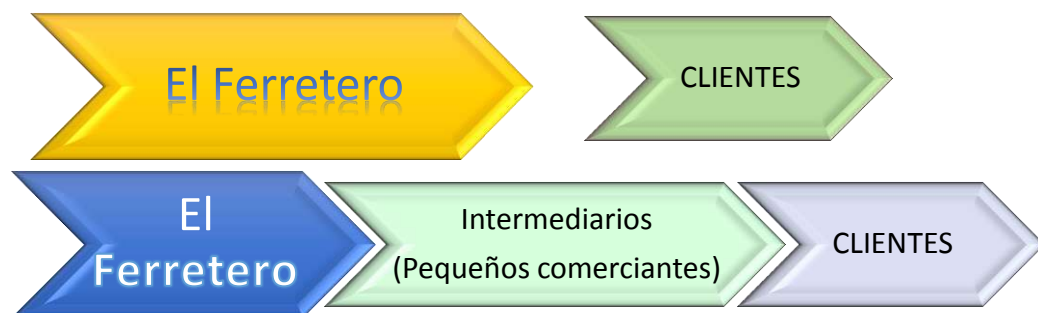 El Ferretero
CLIENTES
El
Ferretero
Intermediarios
(Pequeños comerciantes)
CLIENTES